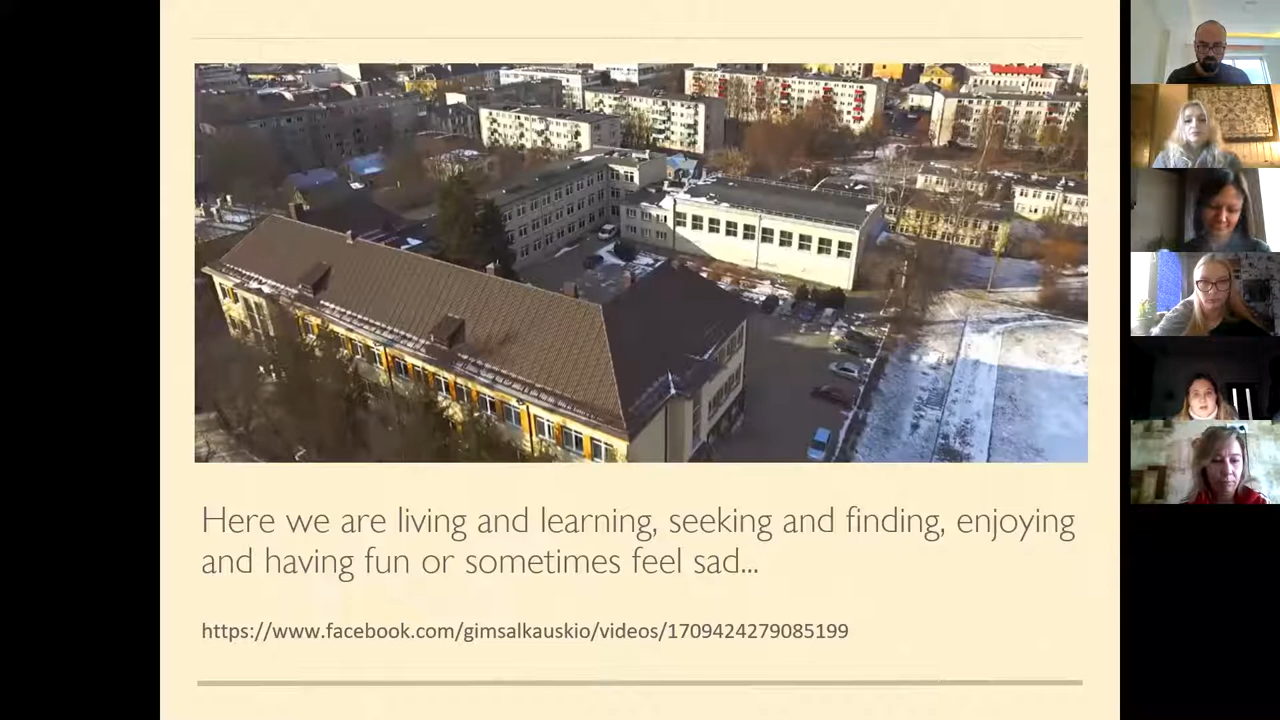 Here we are living and learning, seeking and finding, enjoying
and having fun or sometimes feel sad...
https://www.facebook.com/gimsalkauskio/videos/1709424279085199